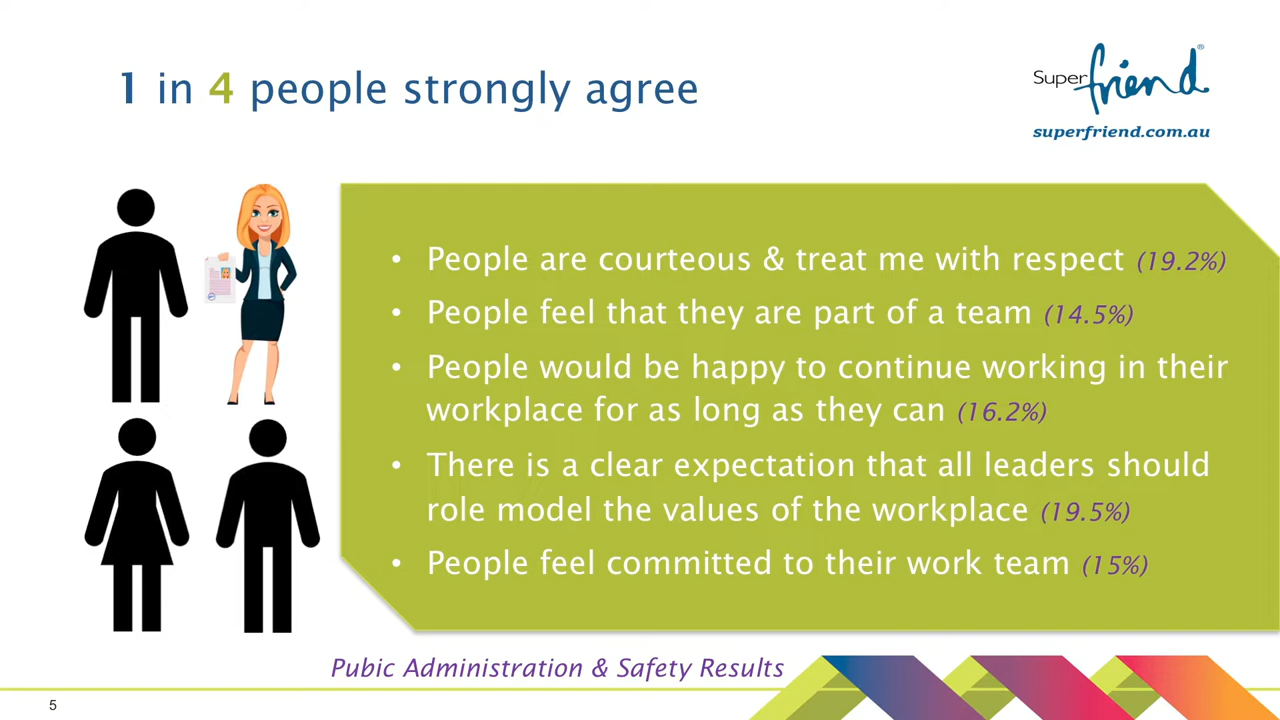 1 in 4 people strongly agree
Superfriend®
superfriend.com.au
• People are courteous & treat me with respect (19.2%)
• People feel that they are part of a team (14.5%)
• People would be happy to continue working in their
workplace for as long as they can (16.2%)
• There is a clear expectation that all leaders should
role model the values of the workplace (19.5%)
• People feel committed to their work team (15%)
Pubic Administration & Safety Results
5